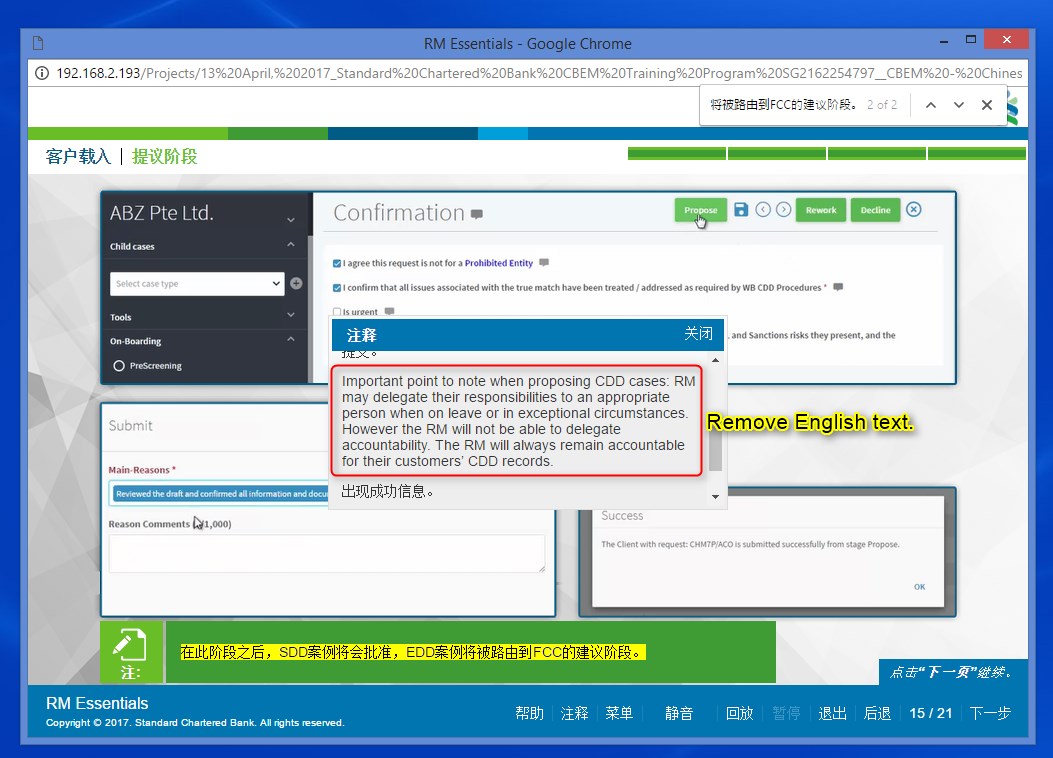 RM Essentials - Google Chrome
192.168.2.193/Projects/13%20April,%202017_Standard%20Chartered%20Bank%20CBEM%20Training%20Program%20SG2162254797__CBEM%20-%20Chines
将被路由到FCC的建议阶段。 2 of 2
客户载入 | 提议阶段
ABZ Pte Ltd.
Child cases
Select case type
Tools
On-Boarding
PreScreening
Confirmation
Propose
Rework
Decline
I agree this request is not for a Prohibited Entity
I confirm that all issues associated with the true match have been treated / addressed as required by WB CDD Procedures *
Is urgent
, and Sanctions risks they present, and the
注释
关闭
提交。
Important point to note when proposing CDD cases: RM
may delegate their responsibilities to an appropriate
person when on leave or in exceptional circumstances.
However the RM will not be able to delegate
accountability. The RM will always remain accountable
for their customers’ CDD records.
出现成功信息。
Remove English text.
Submit
Main-Reasons *
Reviewed the draft and confirmed all information and docu
Reason Comments (1,000)
Success
The Client with request: CHM7P/ACO is submitted successfully from stage Propose.
OK
注:
在此阶段之后，SDD案例将会批准，EDD案例将被路由到FCC的建议阶段。
点击“下一页”继续。
RM Essentials
Copyright © 2017. Standard Chartered Bank. All rights reserved.
帮助 注释 菜单 静音 回放 暂停 退出 后退 15 / 21 下一步